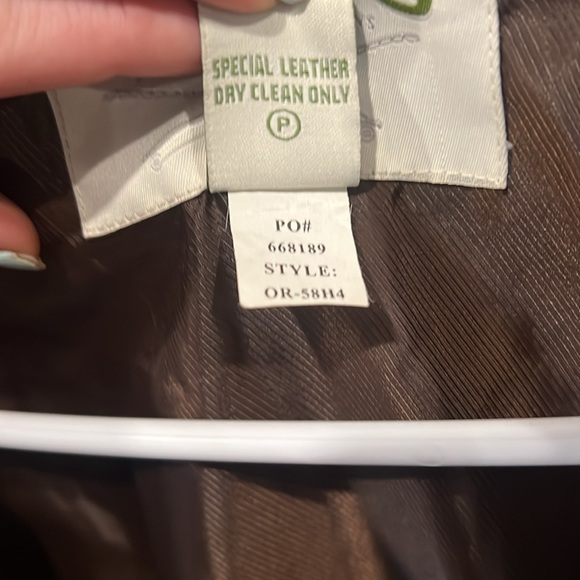 SPECIAL LEATHER
DRY CLEAN ONLY
P
PO#
668189
STYLE:
OR-58H4